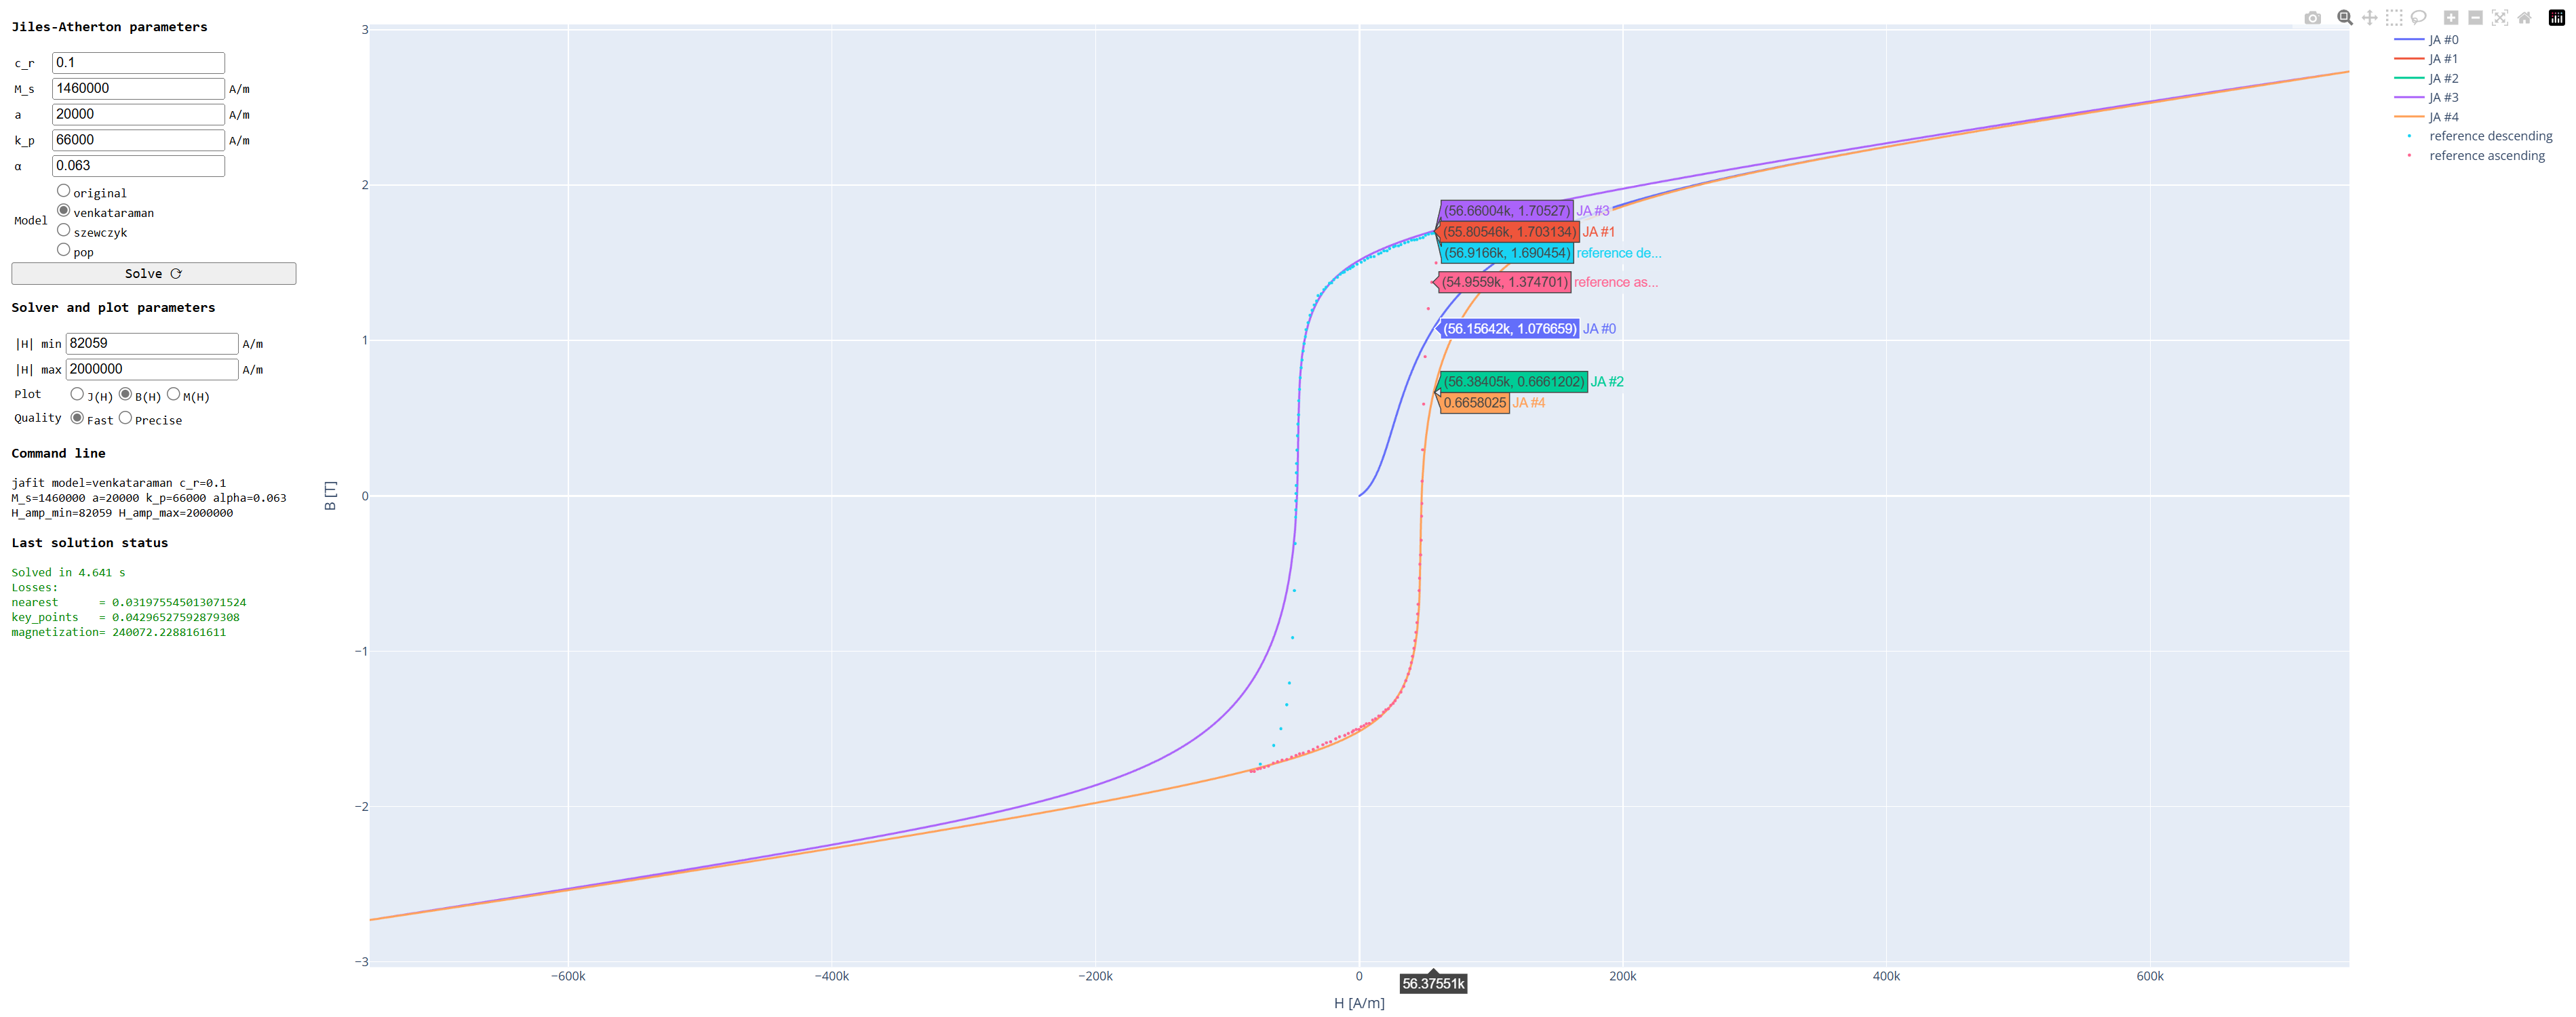 Jiles-Atherton parameters
c_r 0.1
M_s 1460000 A/m
a 20000 A/m
k_p 66000 A/m
α 0.063
Model
original
venkataraman
szewczyk
pop
Solve ⟳
Solver and plot parameters
|H| min 82059 A/m
|H| max 2000000 A/m
Plot J(H) B(H) M(H)
Quality Fast Precise
Command line
jafit model=venkataraman c_r=0.1
M_s=1460000 a=20000 k_p=66000 alpha=0.063
H_amp_min=82059 H_amp_max=2000000
Last solution status
Solved in 4.641 s
Losses:
nearest = 0.031975545013071524
key_points = 0.04296527592879308
magnetization= 240072.2288161611
B [T]
3
2
1
0
−1
−2
−3
(56.66004k, 1.70527) JA #3
(55.80546k, 1.703134) JA #1
(56.9166k, 1.690454) reference de...
(54.9559k, 1.374701) reference as...
(56.15642k, 1.076659) JA #0
(56.38405k, 0.6661202) JA #2
0.6658025 JA #4
−600k
−400k
−200k
0
200k
400k
600k
56.37551k
H [A/m]
JA #0
JA #1
JA #2
JA #3
JA #4
reference descending
reference ascending